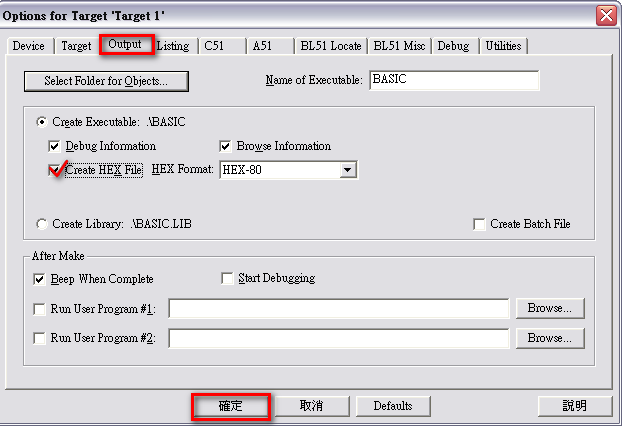 Options for Target 'Target 1'
Device Target Output Listing C51 A51 BL51 Locate BL51 Misc Debug Utilities
Select Folder for Objects... Name of Executable: BASIC
Create Executable: .\BASIC
Debug Information Browse Information
Create HEX File HEX Format: HEX-80
Create Library: .\BASIC.LIB Create Batch File
After Make
Beep When Complete Start Debugging
Run User Program #1: Browse...
Run User Program #2: Browse...
確定 取消 Defaults 說明